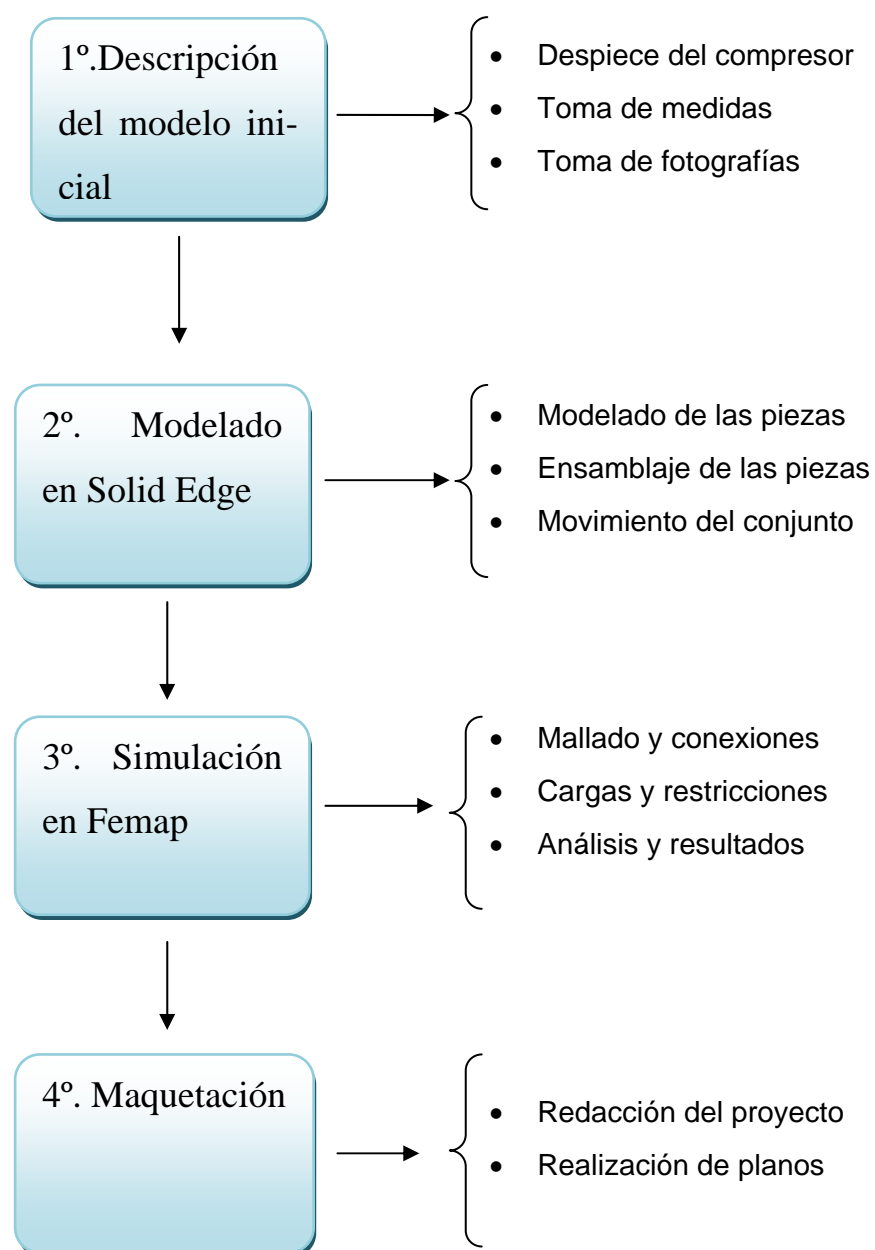 1º.Descripción
del modelo ini-
cial
• Despiece del compresor
• Toma de medidas
• Toma de fotografías
2º. Modelado
en Solid Edge
• Modelado de las piezas
• Ensamblaje de las piezas
• Movimiento del conjunto
3º. Simulación
en Femap
• Mallado y conexiones
• Cargas y restricciones
• Análisis y resultados
4º. Maquetación
• Redacción del proyecto
• Realización de planos